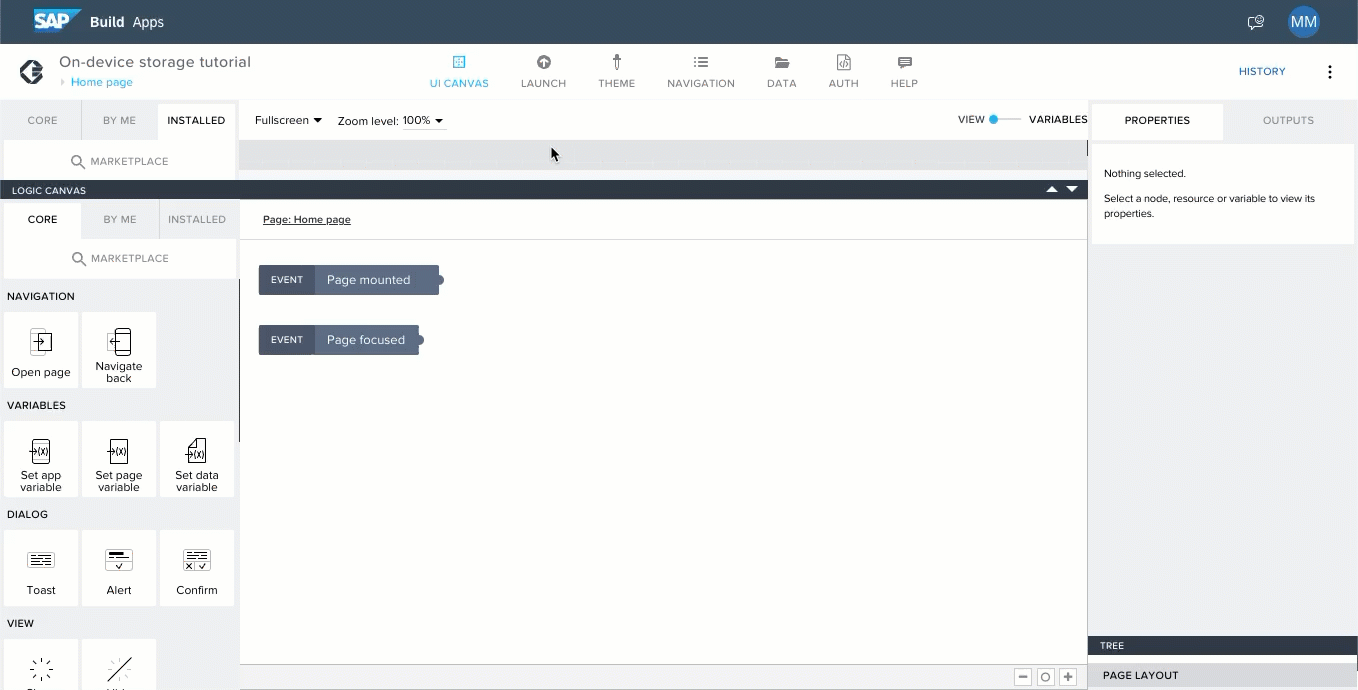 SAP Build Apps
MM
On-device storage tutorial
Home page
UI CANVAS
LAUNCH
THEME
NAVIGATION
DATA
AUTH
HELP
HISTORY
CORE
BY ME
INSTALLED
MARKETPLACE
Fullscreen
Zoom level: 100%
VIEW
VARIABLES
PROPERTIES
OUTPUTS
Nothing selected.
Select a node, resource or variable to view its
properties.
LOGIC CANVAS
CORE
BY ME
INSTALLED
MARKETPLACE
Page: Home page
EVENT Page mounted
EVENT Page focused
NAVIGATION
Open page
Navigate
back
VARIABLES
Set app
variable
Set page
variable
Set data
variable
DIALOG
Toast
Alert
Confirm
VIEW
TREE
PAGE LAYOUT